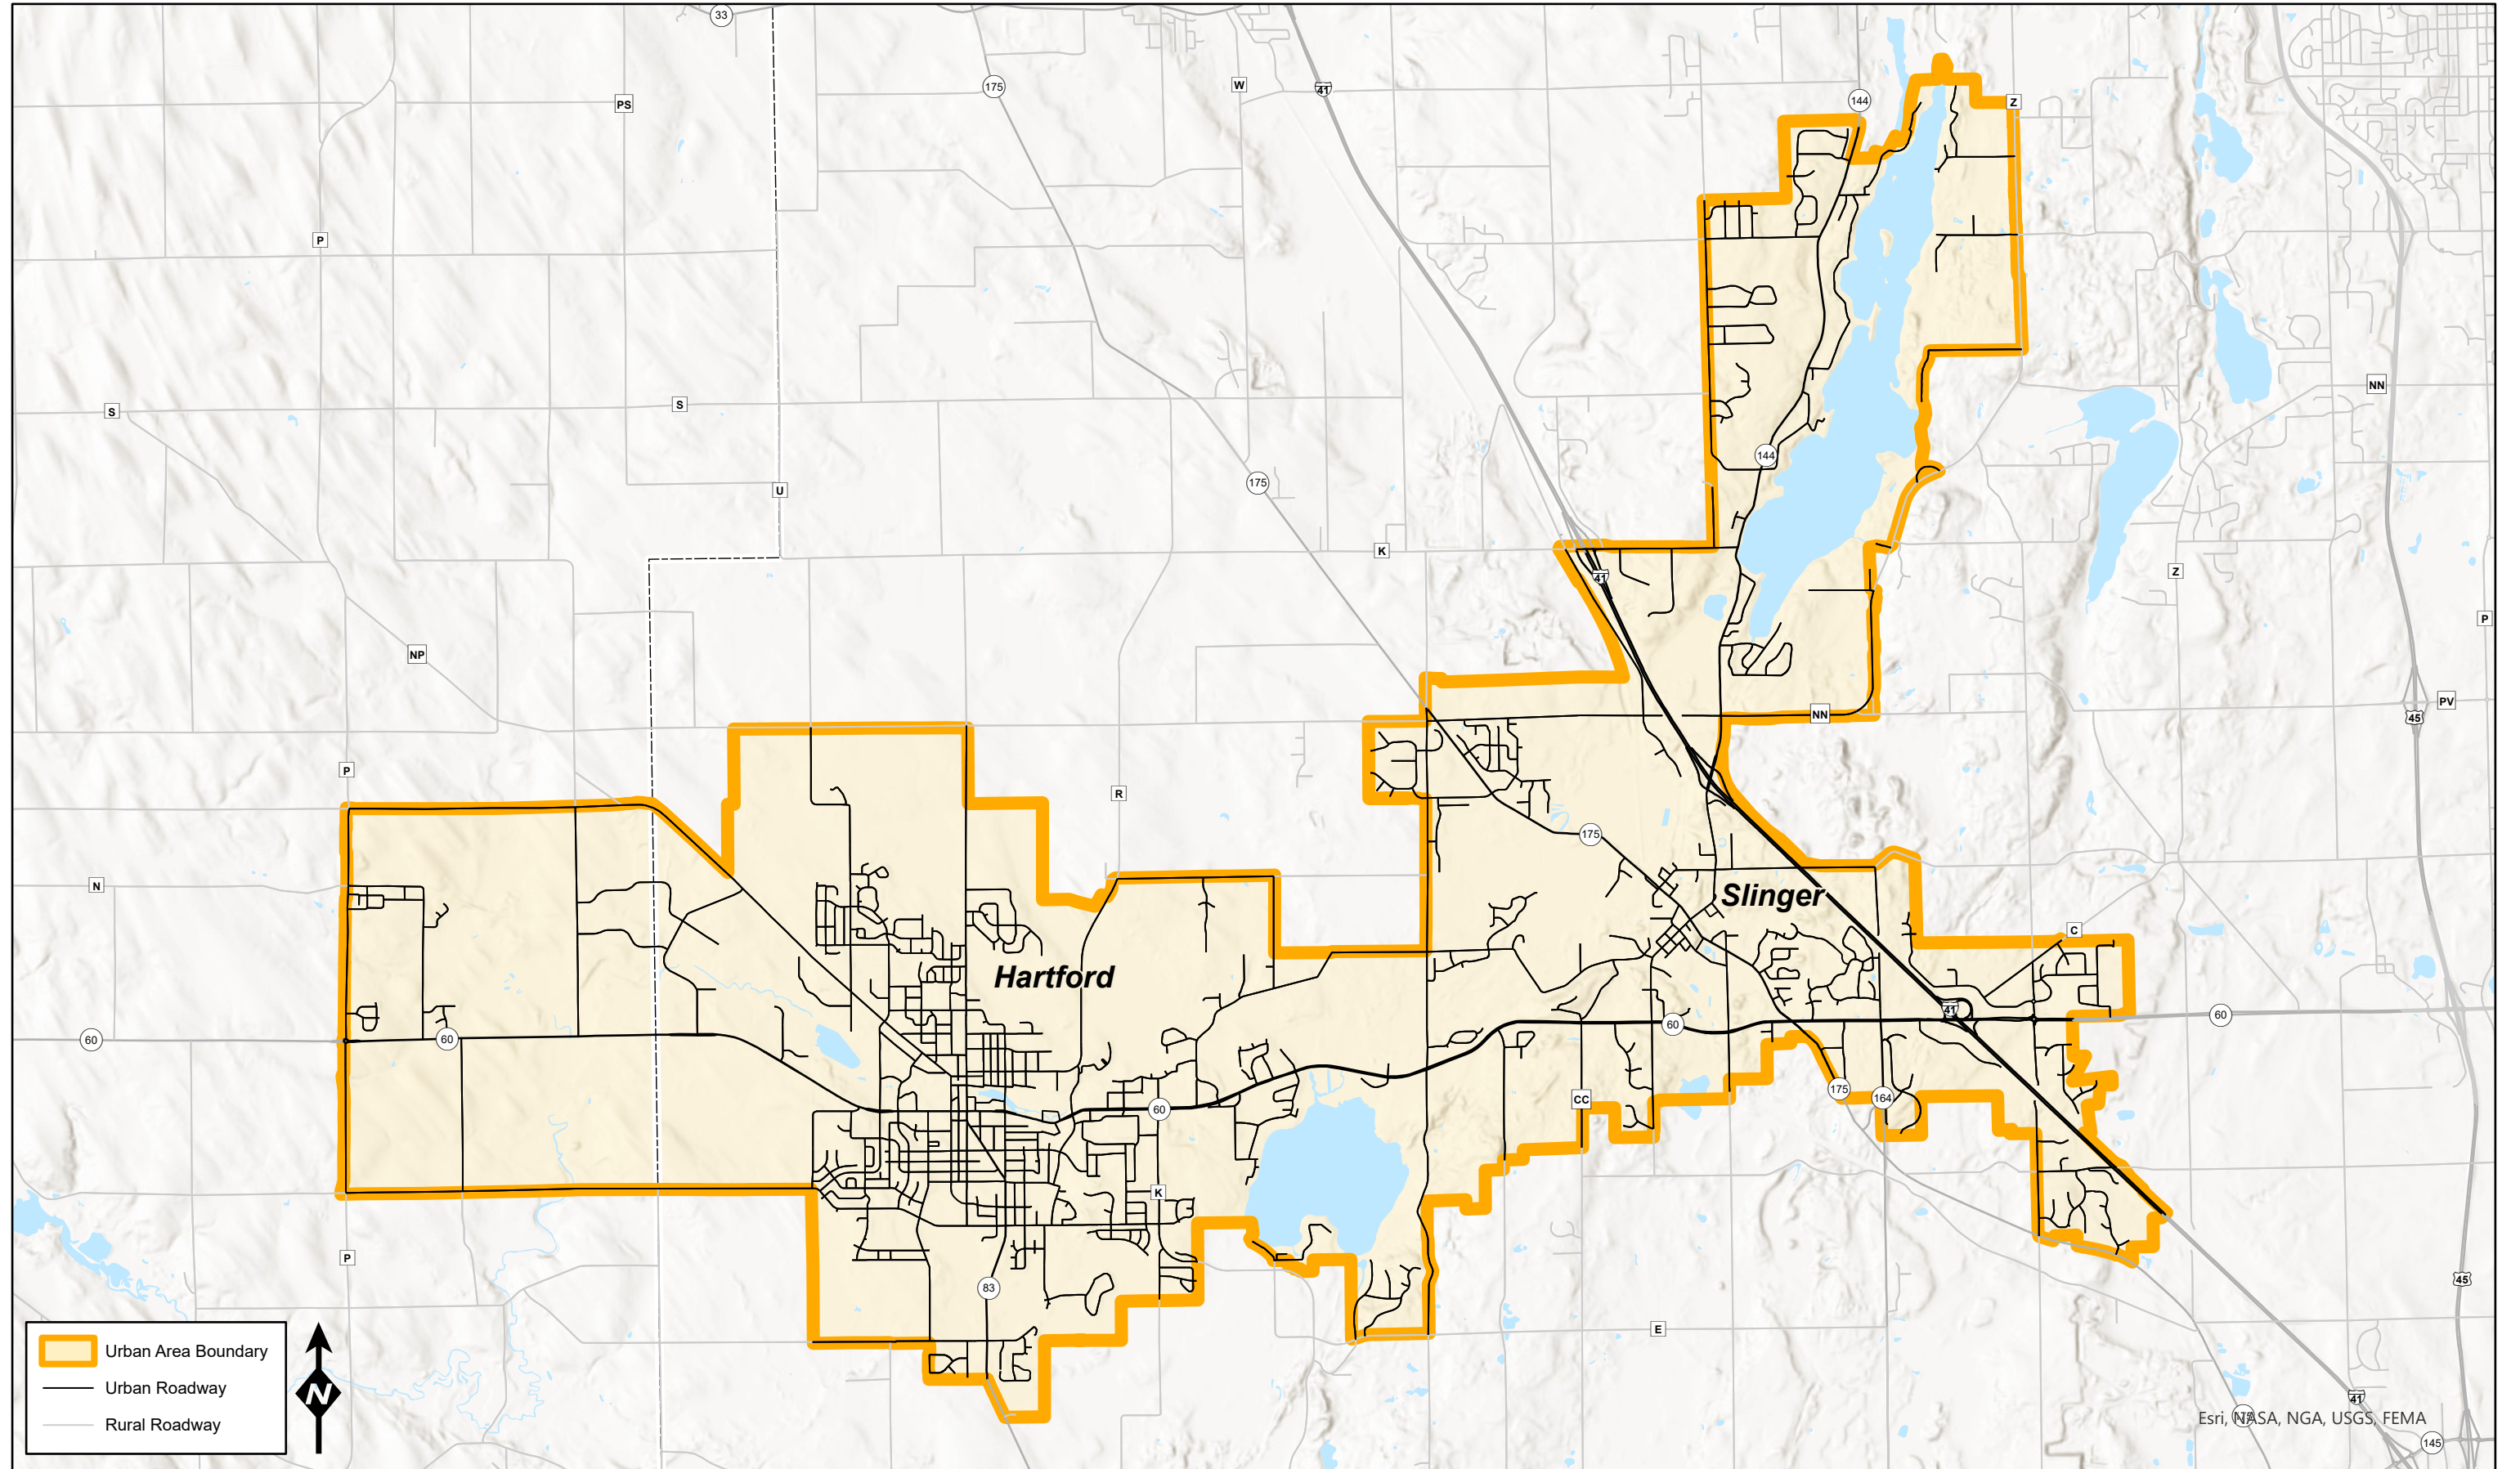 33
175
W
41
144
Z
PS
P
S
S
NN
144
175
U
K
41
Z
P
NP
NN
PV
45
P
R
175
N
Slinger
C
Hartford
41
60
60
60
60
175
164
CC
60
K
P
83
45
E
Urban Area Boundary
Urban Roadway
Rural Roadway
N
41
Esri, NASA, NGA, USGS, FEMA
145